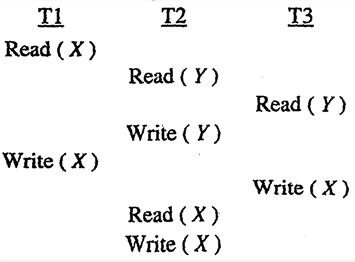 T1 T2 T3
Read ( X )
Read ( Y )
Read ( Y )
Write ( Y )
Write ( X )
Write ( X )
Read ( X )
Write ( X )